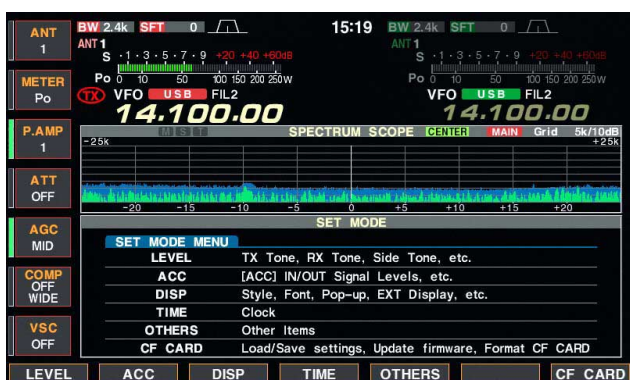 ANT
1
BW 2.4k SFT 0
15:19
BW 2.4k SFT 0
ANT1
ANT1
S ·1·3·5·7·9 +20 +40 +60dB
S ·1·3·5·7·9 +20 +40 +60dB
METER
Po
Po 0 10 50 100 150 200 250W
Po 0 10 50 100 150 200 250W
TX VFO USB FIL2
VFO USB FIL2
14.100.00
14.100.00
P.AMP
1
M S T SPECTRUM SCOPE CENTER MAIN Grid 5k/10dB
-25k +25k
ATT
OFF
-20 -15 -10 -5 0 +5 +10 +15 +20
AGC
MID
SET MODE
SET MODE MENU
LEVEL TX Tone, RX Tone, Side Tone, etc.
ACC [ACC] IN/OUT Signal Levels, etc.
COMP
OFF
WIDE
DISP Style, Font, Pop-up, EXT Display, etc.
TIME Clock
VSC
OFF
OTHERS Other Items
CF CARD Load/Save settings, Update firmware, Format CF CARD
LEVEL ACC DISP TIME OTHERS CF CARD